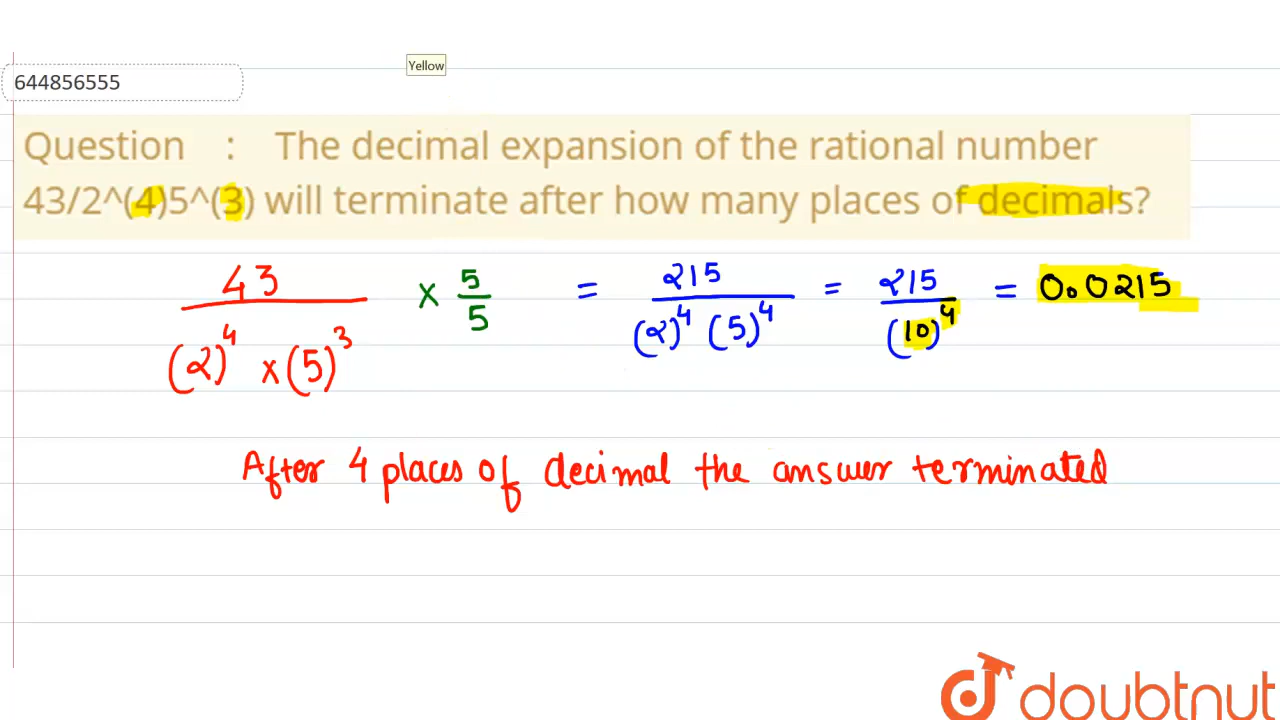 Yellow
644856555
Question : The decimal expansion of the rational number
43/2^(4)5^(3) will terminate after how many places of decimals?
43/((2)^4 × (5)^3) × 5/5 = 215/((2)^4 (5)^4) = 215/(10)^4 = 0.0215
After 4 places of decimal the answer terminated
doubtnut